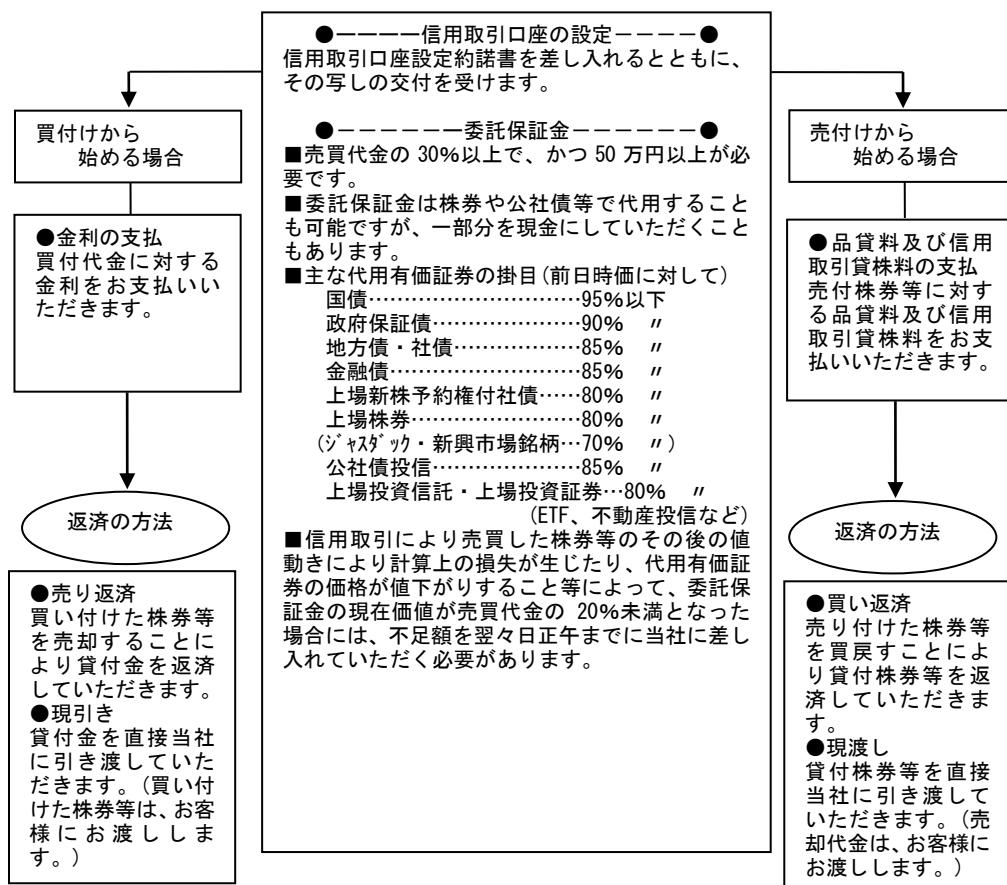 ●ーーーー信用取引口座の設定ーーーー●
信用取引口座設定約諾書を差し入れるとともに、
その写しの交付を受けます。
●ーーーーーー委託保証金ーーーーーー●
■売買代金の 30%以上で、かつ 50 万円以上が必
要です。
■委託保証金は株券や公社債等で代用すること
も可能ですが、一部分を現金にしていただくこと
もあります。
■主な代用有価証券の掛目(前日時価に対して)
国債…………………………95%以下
政府保証債…………………90% 〃
地方債・社債………………85% 〃
金融債………………………85% 〃
上場新株予約権付社債……80% 〃
上場株券……………………80% 〃
(ｼﾞｬｽﾀﾞｯｸ・新興市場銘柄…70% 〃)
公社債投信…………………85% 〃
上場投資信託・上場投資証券…80% 〃
(ETF、不動産投信など)
■信用取引により売買した株券等のその後の値
動きにより計算上の損失が生じたり、代用有価証
券の価格が値下がりすること等によって、委託保
証金の現在価値が売買代金の 20%未満となった
場合には、不足額を翌々日正午までに当社に差し
入れていただく必要があります。
買付けから
始める場合
●金利の支払
買付代金に対する
金利をお支払いい
ただきます。
返済の方法
●売り返済
買い付けた株券等
を売却することに
より貸付金を返済
していただきます。
●現引き
貸付金を直接当社
に引き渡していた
だきます。(買い付
けた株券等は、お客
様にお渡ししま
す。)
売付けから
始める場合
●品貸料及び信用
取引貸株料の支払
売付株券等に対す
る品貸料及び信用
取引貸株料をお支
払いいただきます。
返済の方法
●買い返済
売り付けた株券等
を買戻すことによ
り貸付株券等を返
済していただきま
す。
●現渡し
貸付株券等を直接
当社に引き渡して
いただきます。(売
却代金は、お客様に
お渡しします。)